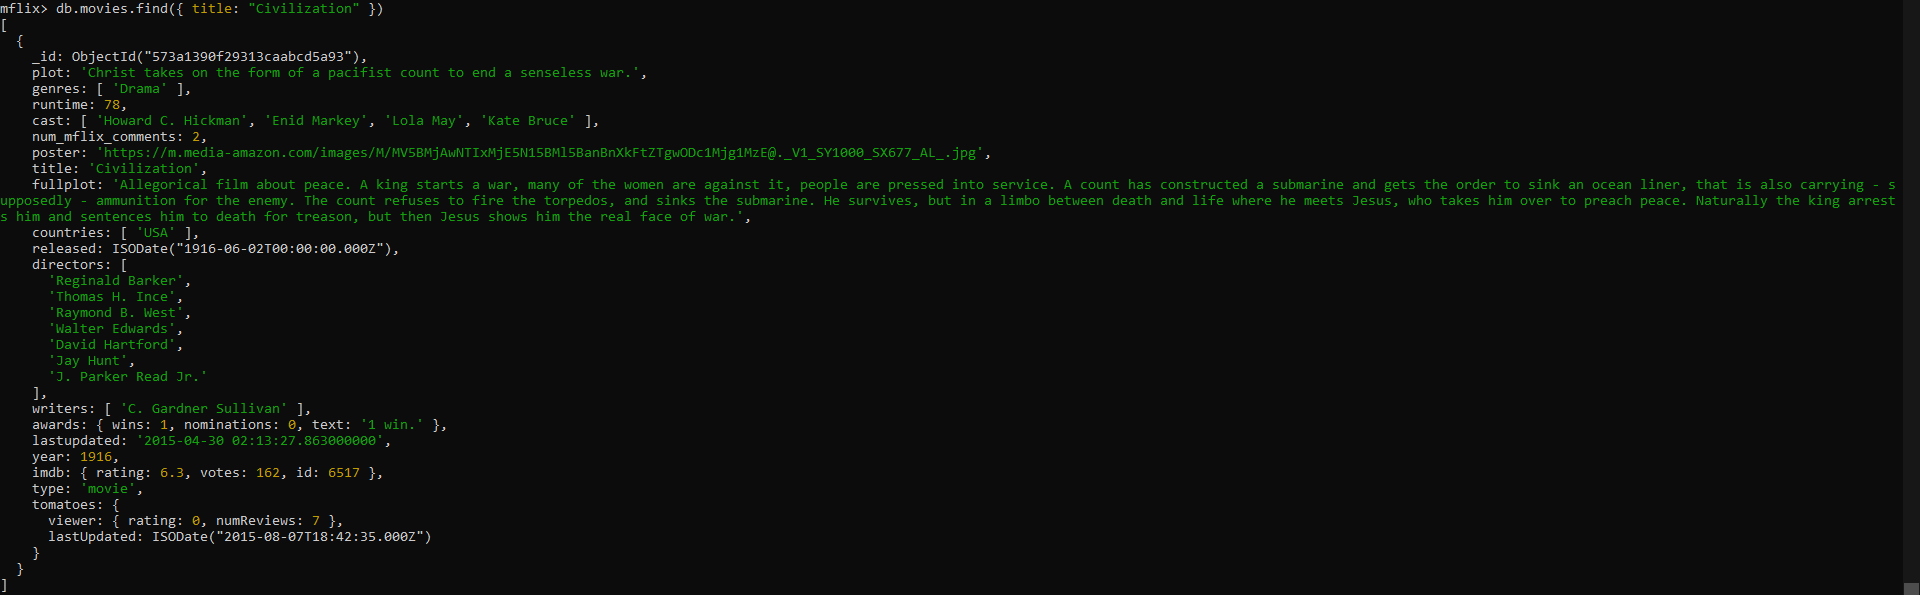 mflix> db.movies.find({ title: "Civilization" })
[
  {
    _id: ObjectId("573a1390f29313caabcd5a93"),
    plot: 'Christ takes on the form of a pacifist count to end a senseless war.',
    genres: [ 'Drama' ],
    runtime: 78,
    cast: [ 'Howard C. Hickman', 'Enid Markey', 'Lola May', 'Kate Bruce' ],
    num_mflix_comments: 2,
    poster: 'https://m.media-amazon.com/images/M/MV5BMjAwNTIxMjE5N15BMl5BanBnXkFtZTgwODc1Mjg1MzE@._V1_SY1000_SX677_AL_.jpg',
    title: 'Civilization',
    fullplot: 'Allegorical film about peace. A king starts a war, many of the women are against it, people are pressed into service. A count has constructed a submarine and gets the order to sink an ocean liner, that is also carrying - s
upposedly - ammunition for the enemy. The count refuses to fire the torpedos, and sinks the submarine. He survives, but in a limbo between death and life where he meets Jesus, who takes him over to preach peace. Naturally the king arrest
s him and sentences him to death for treason, but then Jesus shows him the real face of war.',
    countries: [ 'USA' ],
    released: ISODate("1916-06-02T00:00:00.000Z"),
    directors: [
      'Reginald Barker',
      'Thomas H. Ince',
      'Raymond B. West',
      'Walter Edwards',
      'David Hartford',
      'Jay Hunt',
      'J. Parker Read Jr.'
    ],
    writers: [ 'C. Gardner Sullivan' ],
    awards: { wins: 1, nominations: 0, text: '1 win.' },
    lastupdated: '2015-04-30 02:13:27.863000000',
    year: 1916,
    imdb: { rating: 6.3, votes: 162, id: 6517 },
    type: 'movie',
    tomatoes: {
      viewer: { rating: 0, numReviews: 7 },
      lastUpdated: ISODate("2015-08-07T18:42:35.000Z")
    }
  }
]